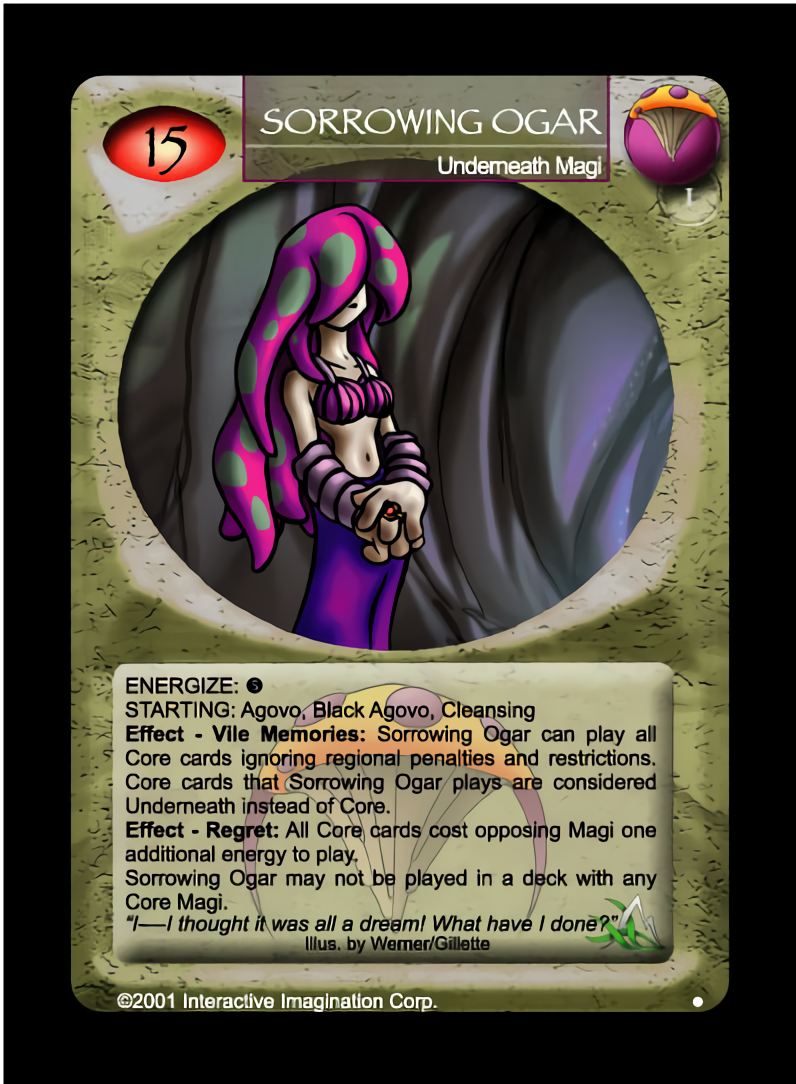 15
SORROWING OGAR
Underneath Magi
I
ENERGIZE: ❺
STARTING: Agovo, Black Agovo, Cleansing
Effect - Vile Memories: Sorrowing Ogar can play all
Core cards ignoring regional penalties and restrictions.
Core cards that Sorrowing Ogar plays are considered
Underneath instead of Core.
Effect - Regret: All Core cards cost opposing Magi one
additional energy to play.
Sorrowing Ogar may not be played in a deck with any
Core Magi.
"I—I thought it was all a dream! What have I done?"
Illus. by Werner/Gillette
©2001 Interactive Imagination Corp.